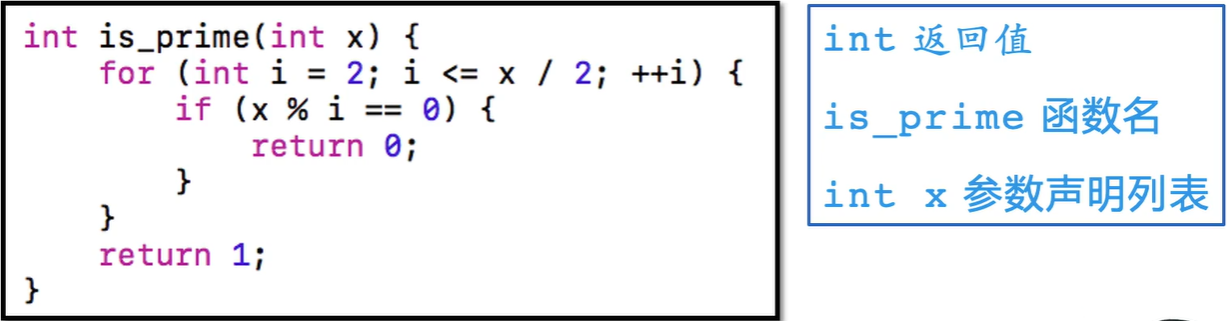 int is_prime(int x) {
    for (int i = 2; i <= x / 2; ++i) {
        if (x % i == 0) {
            return 0;
        }
    }
    return 1;
}
int 返回值
is_prime 函数名
int x 参数声明列表